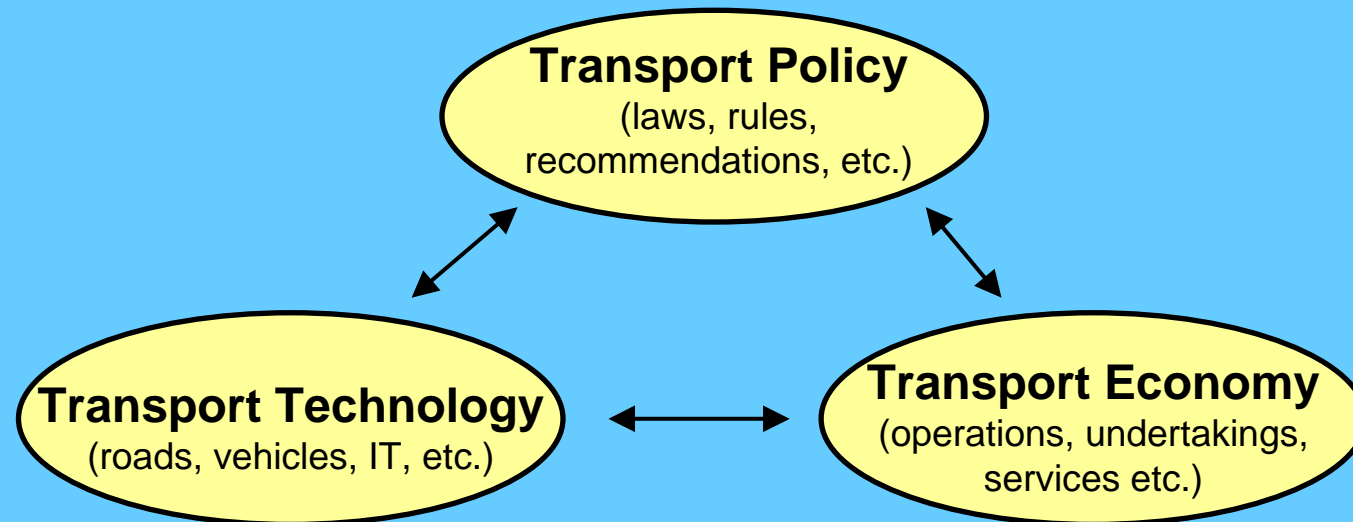 Transport Policy
(laws, rules,
recommendations, etc.)
Transport Technology
(roads, vehicles, IT, etc.)
Transport Economy
(operations, undertakings,
services etc.)